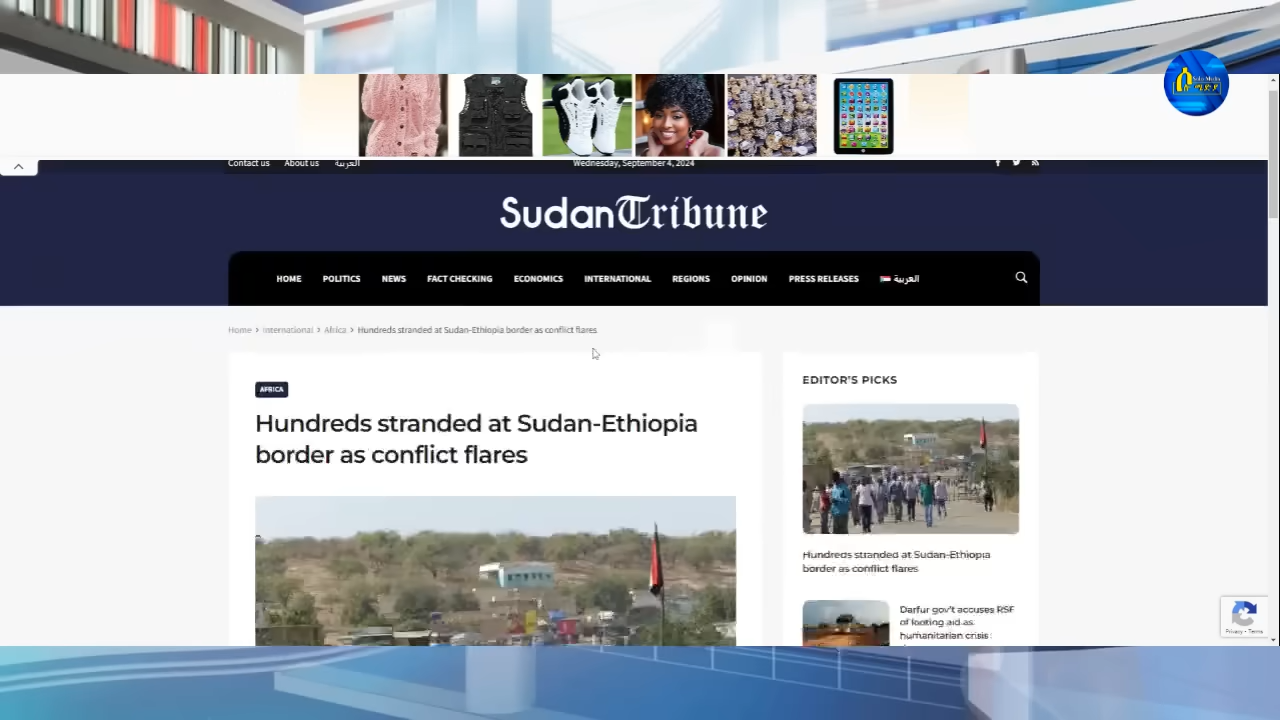 Contact us About us العربية Wednesday, September 4, 2024
SudanTribune
HOME POLITICS NEWS FACT CHECKING ECONOMICS INTERNATIONAL REGIONS OPINION PRESS RELEASES العربية
Home > International > Africa > Hundreds stranded at Sudan-Ethiopia border as conflict flares
AFRICA
Hundreds stranded at Sudan-Ethiopia
border as conflict flares
EDITOR'S PICKS
Hundreds stranded at Sudan-Ethiopia
border as conflict flares
Darfur gov't accuses RSF
of looting aid as
humanitarian crisis
Privacy - Terms